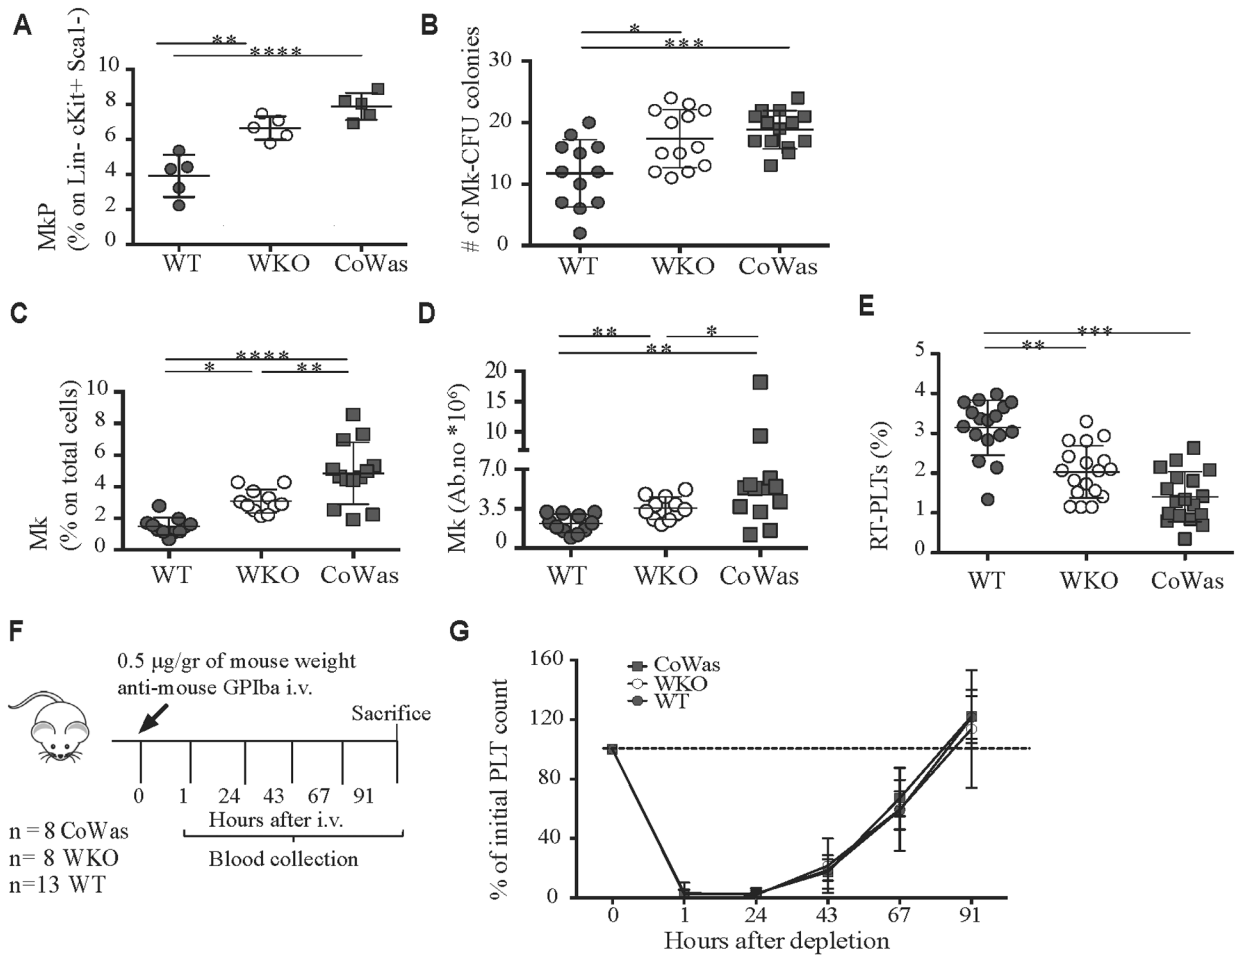 A
**
****
MkP
(% on Lin- cKit+ Sca1-)
10
8
6
4
2
0
WT WKO CoWas
B
*
***
# of Mk-CFU colonies
30
20
10
0
WT WKO CoWas
C
****
* **
Mk
(% on total cells)
10
8
6
4
2
0
WT WKO CoWas
D
** *
**
Mk (Ab.no *10⁶)
20
15
10
7.0
3.5
0
WT WKO CoWas
E
***
**
RT-PLTs (%)
5
4
3
2
1
0
WT WKO CoWas
F
0.5 µg/gr of mouse weight
anti-mouse GPIba i.v.
Sacrifice
0 1 24 43 67 91
Hours after i.v.
Blood collection
n = 8 CoWas
n= 8 WKO
n=13 WT
G
CoWas
WKO
WT
% of initial PLT count
160
120
80
40
0
0 1 24 43 67 91
Hours after depletion